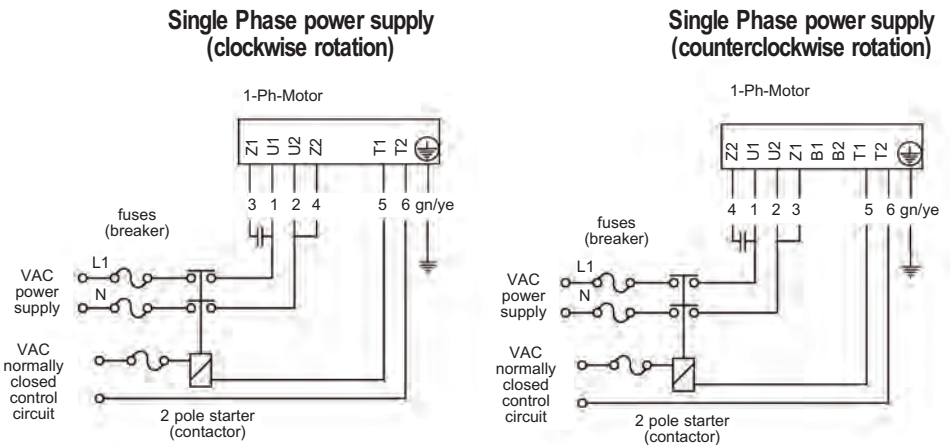 Single Phase power supply
(clockwise rotation)
1-Ph-Motor
Z1 U1 U2 Z2 T1 T2
3 1 2 4 5 6 gn/ye
fuses
(breaker)
L1
N
VAC
power
supply
VAC
normally
closed
control
circuit
2 pole starter
(contactor)
Single Phase power supply
(counterclockwise rotation)
1-Ph-Motor
Z2 U1 U2 Z1 B1 B2 T1 T2
4 1 2 3 5 6 gn/ye
fuses
(breaker)
L1
N
VAC
power
supply
VAC
normally
closed
control
circuit
2 pole starter
(contactor)